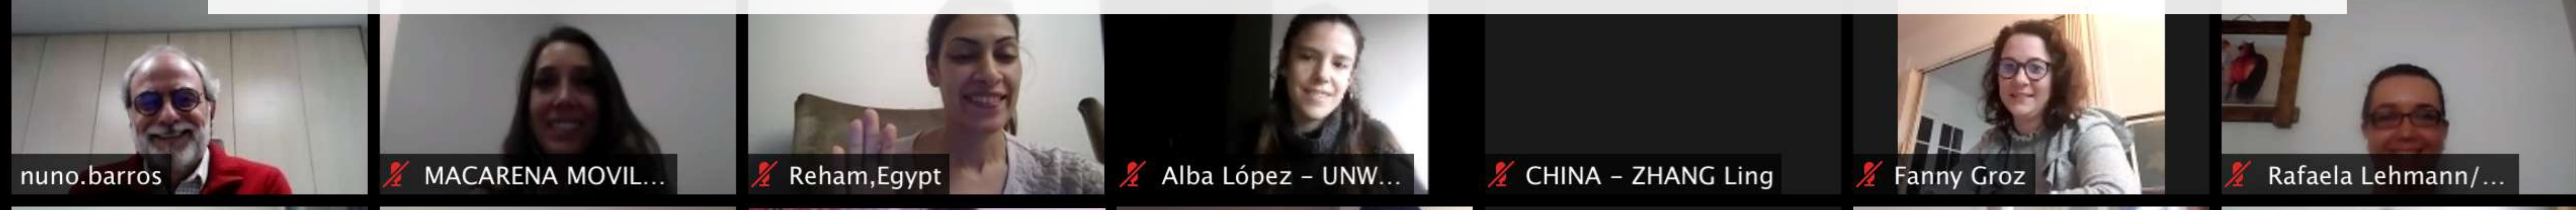 nuno.barros
MACARENA MOVIL...
Reham,Egypt
Alba López – UNW...
CHINA – ZHANG Ling
Fanny Groz
Rafaela Lehmann/...